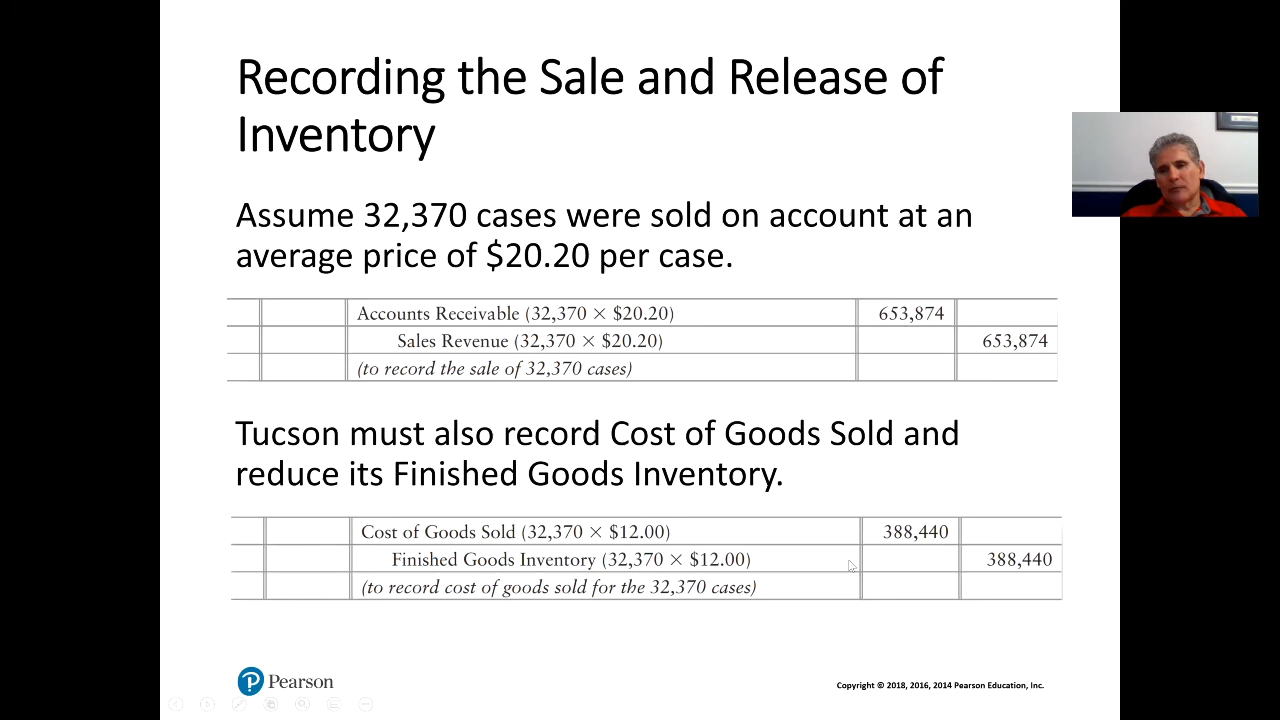 Recording the Sale and Release of
Inventory
Assume 32,370 cases were sold on account at an
average price of $20.20 per case.
Accounts Receivable (32,370 × $20.20) 653,874
Sales Revenue (32,370 × $20.20) 653,874
(to record the sale of 32,370 cases)
Tucson must also record Cost of Goods Sold and
reduce its Finished Goods Inventory.
Cost of Goods Sold (32,370 × $12.00) 388,440
Finished Goods Inventory (32,370 × $12.00) 388,440
(to record cost of goods sold for the 32,370 cases)
P Pearson
Copyright © 2018, 2016, 2014 Pearson Education, Inc.